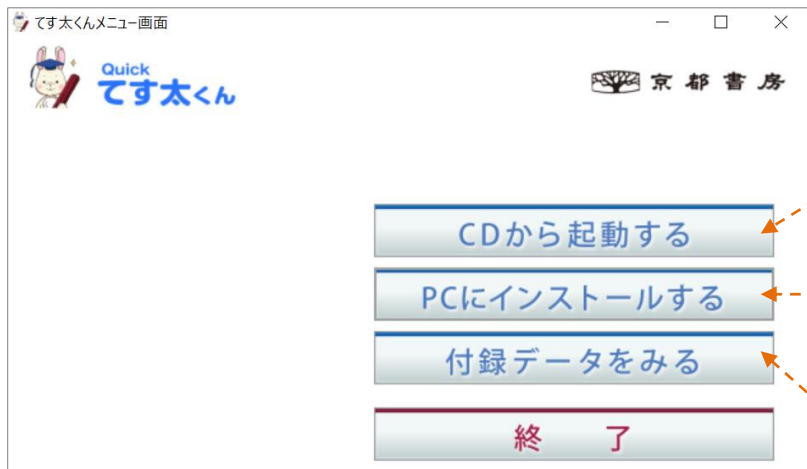 てす太くんメニュー画面
Quick
てす太くん
京都書房
CDから起動する
PCにインストールする
付録データをみる
終 了